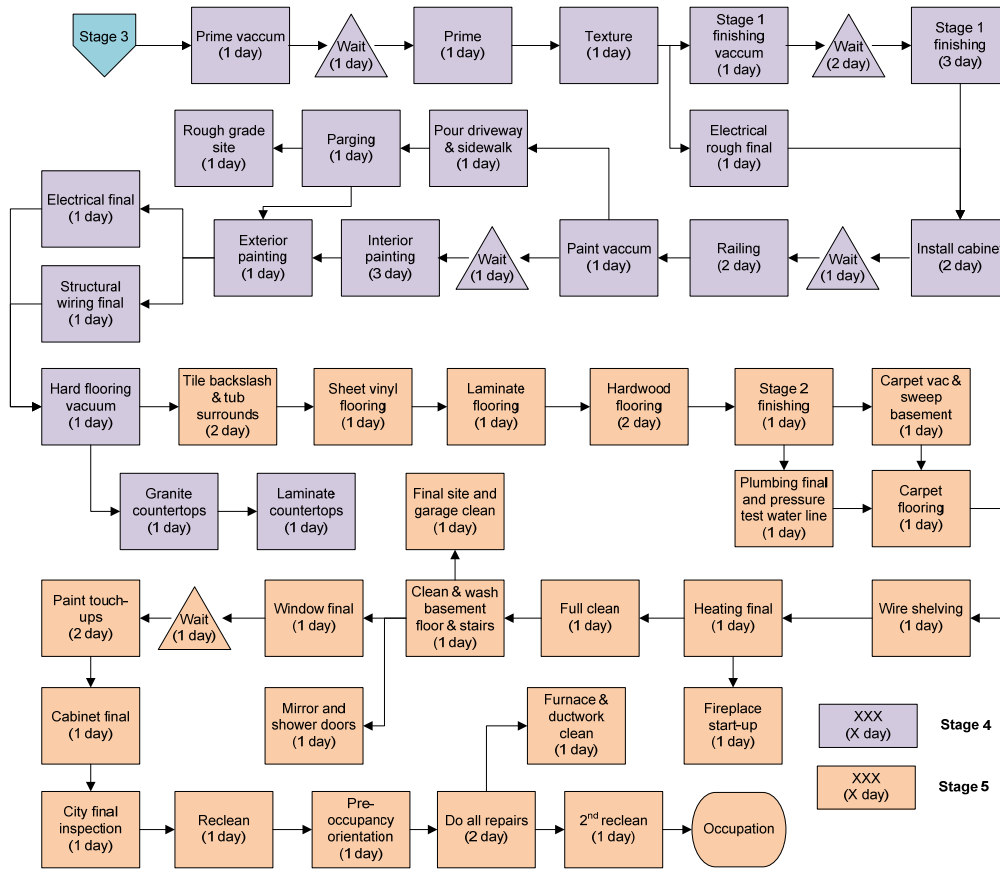 Stage 3
Prime vaccum
(1 day)
Wait
(1 day)
Prime
(1 day)
Texture
(1 day)
Stage 1
finishing
vaccum
(1 day)
Wait
(2 day)
Stage 1
finishing
(3 day)
Rough grade
site
(1 day)
Parging
(1 day)
Pour driveway
& sidewalk
(1 day)
Electrical
rough final
(1 day)
Electrical final
(1 day)
Exterior
painting
(1 day)
Interior
painting
(3 day)
Wait
(1 day)
Paint vaccum
(1 day)
Railing
(2 day)
Wait
(1 day)
Install cabinet
(2 day)
Structural
wiring final
(1 day)
Hard flooring
vacuum
(1 day)
Tile backslash
& tub
surrounds
(2 day)
Sheet vinyl
flooring
(1 day)
Laminate
flooring
(1 day)
Hardwood
flooring
(2 day)
Stage 2
finishing
(1 day)
Carpet vac &
sweep
basement
(1 day)
Granite
countertops
(1 day)
Laminate
countertops
(1 day)
Final site and
garage clean
(1 day)
Plumbing final
and pressure
test water line
(1 day)
Carpet
flooring
(1 day)
Paint touch-
ups
(2 day)
Wait
(1 day)
Window final
(1 day)
Clean & wash
basement
floor & stairs
(1 day)
Full clean
(1 day)
Heating final
(1 day)
Wire shelving
(1 day)
Cabinet final
(1 day)
Mirror and
shower doors
(1 day)
Furnace &
ductwork
clean
(1 day)
Fireplace
start-up
(1 day)
XXX
(X day)
Stage 4
XXX
(X day)
Stage 5
City final
inspection
(1 day)
Reclean
(1 day)
Pre-
occupancy
orientation
(1 day)
Do all repairs
(2 day)
2nd reclean
(1 day)
Occupation